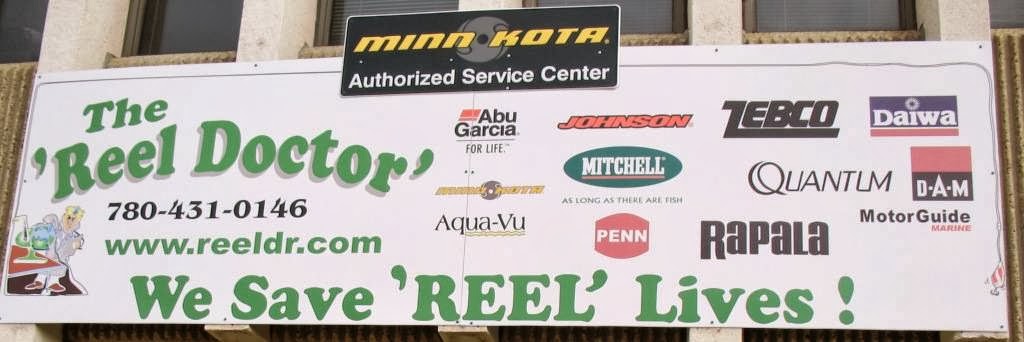 MINN KOTA
Authorized Service Center
The
'Reel Doctor'
780-431-0146
www.reeldr.com
Abu
Garcia.
FOR LIFE.™
JOHNSON
ZEBCO
Daiwa
MITCHELL
AS LONG AS THERE ARE FISH
QUANTUM
D·A·M
MINN KOTA
Aqua-Vu
PENN
Rapala
MotorGuide
MARINE
We Save 'REEL' Lives !